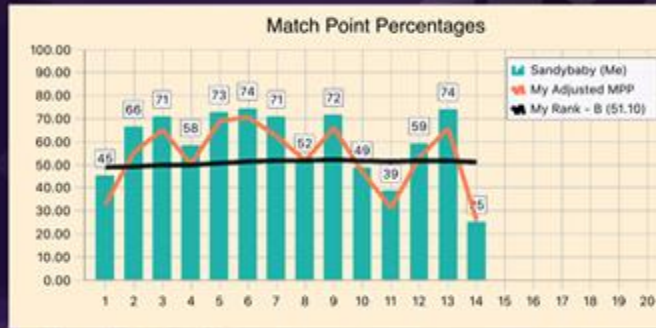 Match Point Percentages
100.00
90.00
80.00
70.00
60.00
50.00
40.00
30.00
20.00
10.00
0.00
45 66 71 58 73 74 71 52 72 49 39 59 74 25
1 2 3 4 5 6 7 8 9 10 11 12 13 14 15 16 17 18 19 20
Sandybaby (Me)
My Adjusted MPP
My Rank - B (51.10)